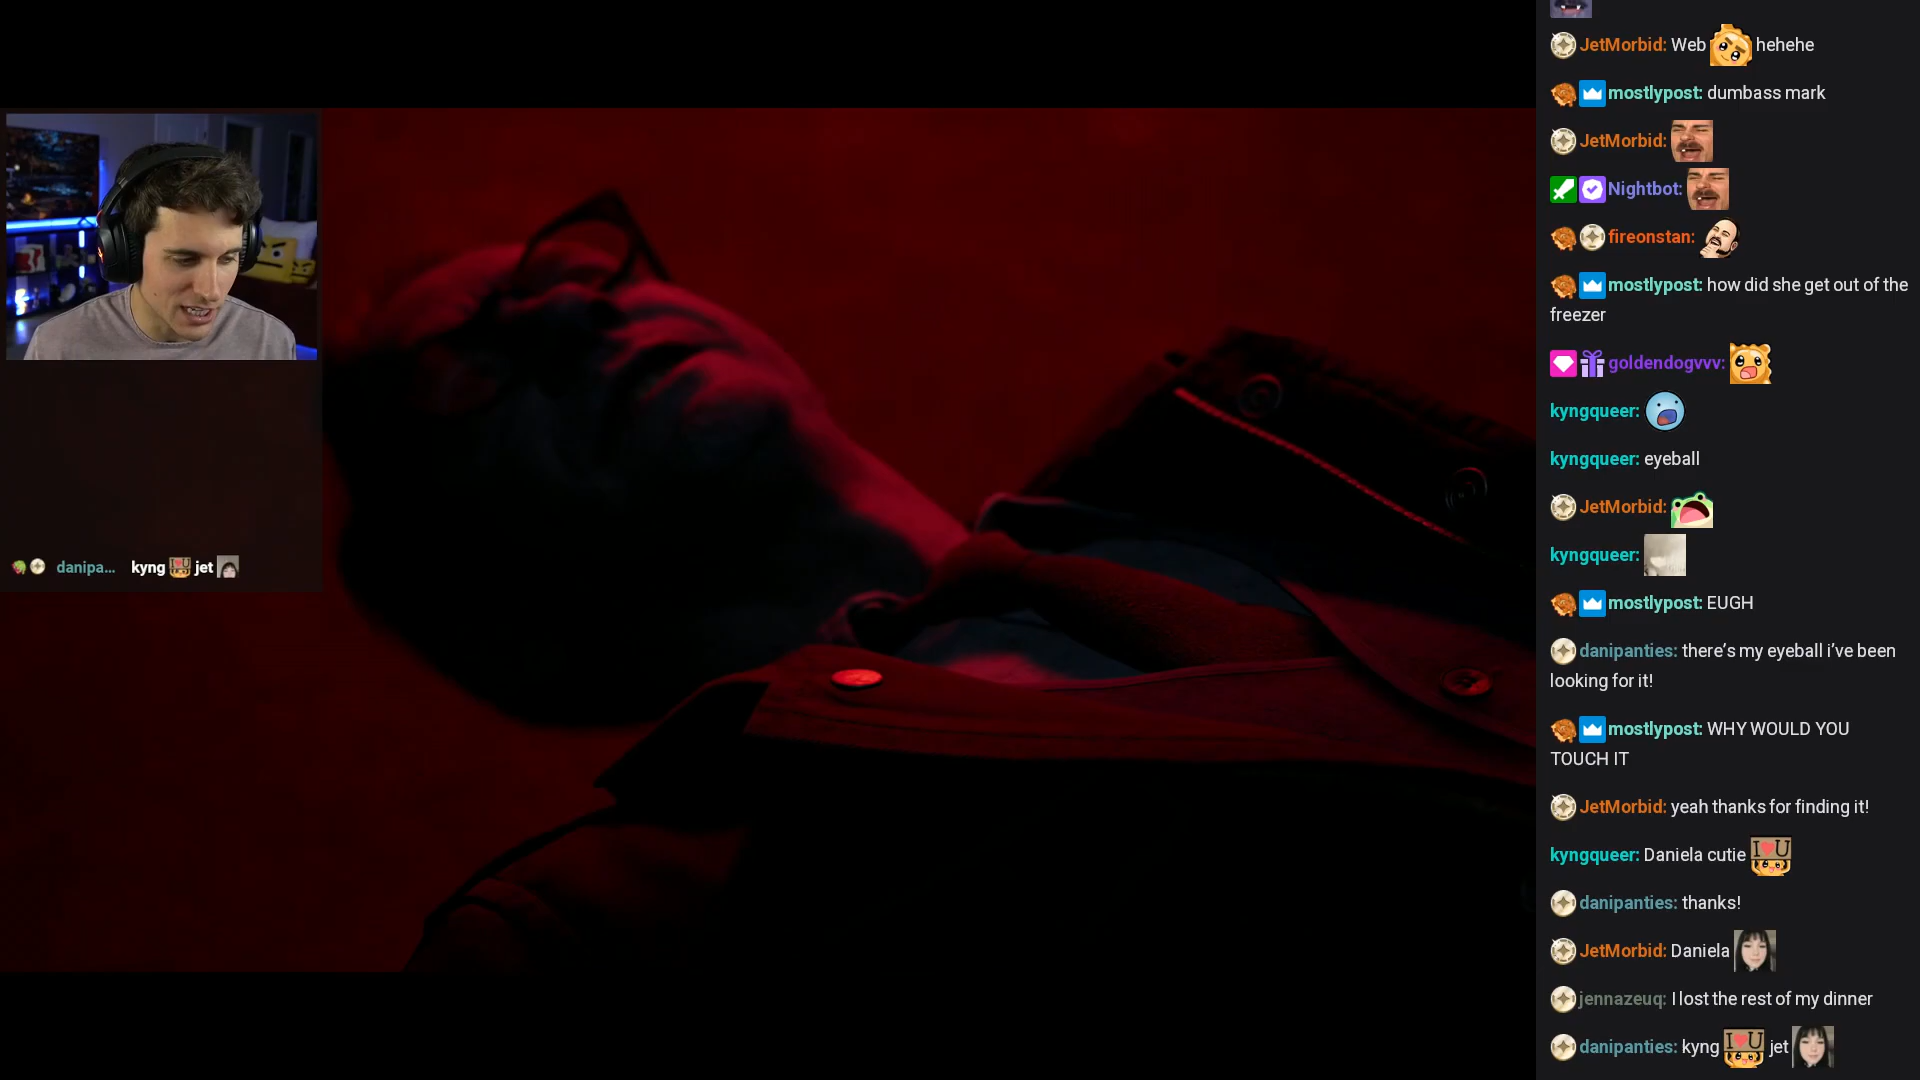 JetMorbid: Web hehehe
mostlypost: dumbass mark
JetMorbid:
Nightbot:
fireonstan:
mostlypost: how did she get out of the
freezer
goldendogvvv:
kyngqueer:
kyngqueer: eyeball
JetMorbid:
kyngqueer:
mostlypost: EUGH
danipanties: there's my eyeball i've been
looking for it!
mostlypost: WHY WOULD YOU
TOUCH IT
JetMorbid: yeah thanks for finding it!
kyngqueer: Daniela cutie I ♥ U
danipanties: thanks!
JetMorbid: Daniela
jennazeuq: I lost the rest of my dinner
danipanties: kyng I ♥ U jet
danipa... kyng I ♥ U jet